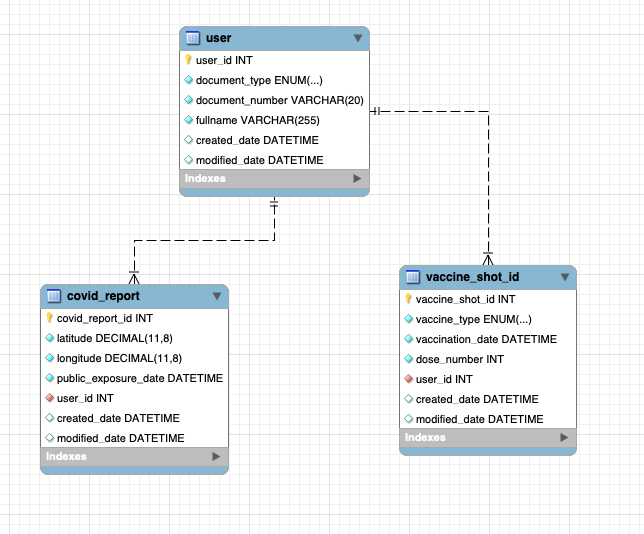 user
user_id INT
document_type ENUM(...)
document_number VARCHAR(20)
fullname VARCHAR(255)
created_date DATETIME
modified_date DATETIME
Indexes
covid_report
covid_report_id INT
latitude DECIMAL(11,8)
longitude DECIMAL(11,8)
public_exposure_date DATETIME
user_id INT
created_date DATETIME
modified_date DATETIME
Indexes
vaccine_shot_id
vaccine_shot_id INT
vaccine_type ENUM(...)
vaccination_date DATETIME
dose_number INT
user_id INT
created_date DATETIME
modified_date DATETIME
Indexes